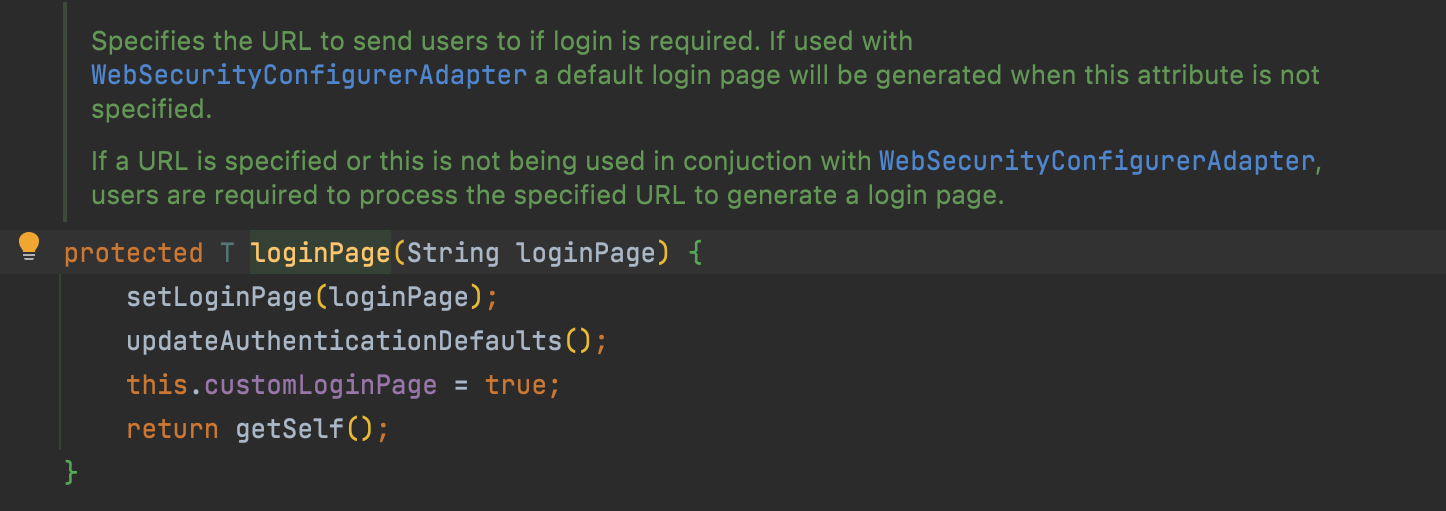 Specifies the URL to send users to if login is required. If used with
WebSecurityConfigurerAdapter a default login page will be generated when this attribute is not
specified.
If a URL is specified or this is not being used in conjuction with WebSecurityConfigurerAdapter,
users are required to process the specified URL to generate a login page.
protected T loginPage(String loginPage) {
    setLoginPage(loginPage);
    updateAuthenticationDefaults();
    this.customLoginPage = true;
    return getSelf();
}